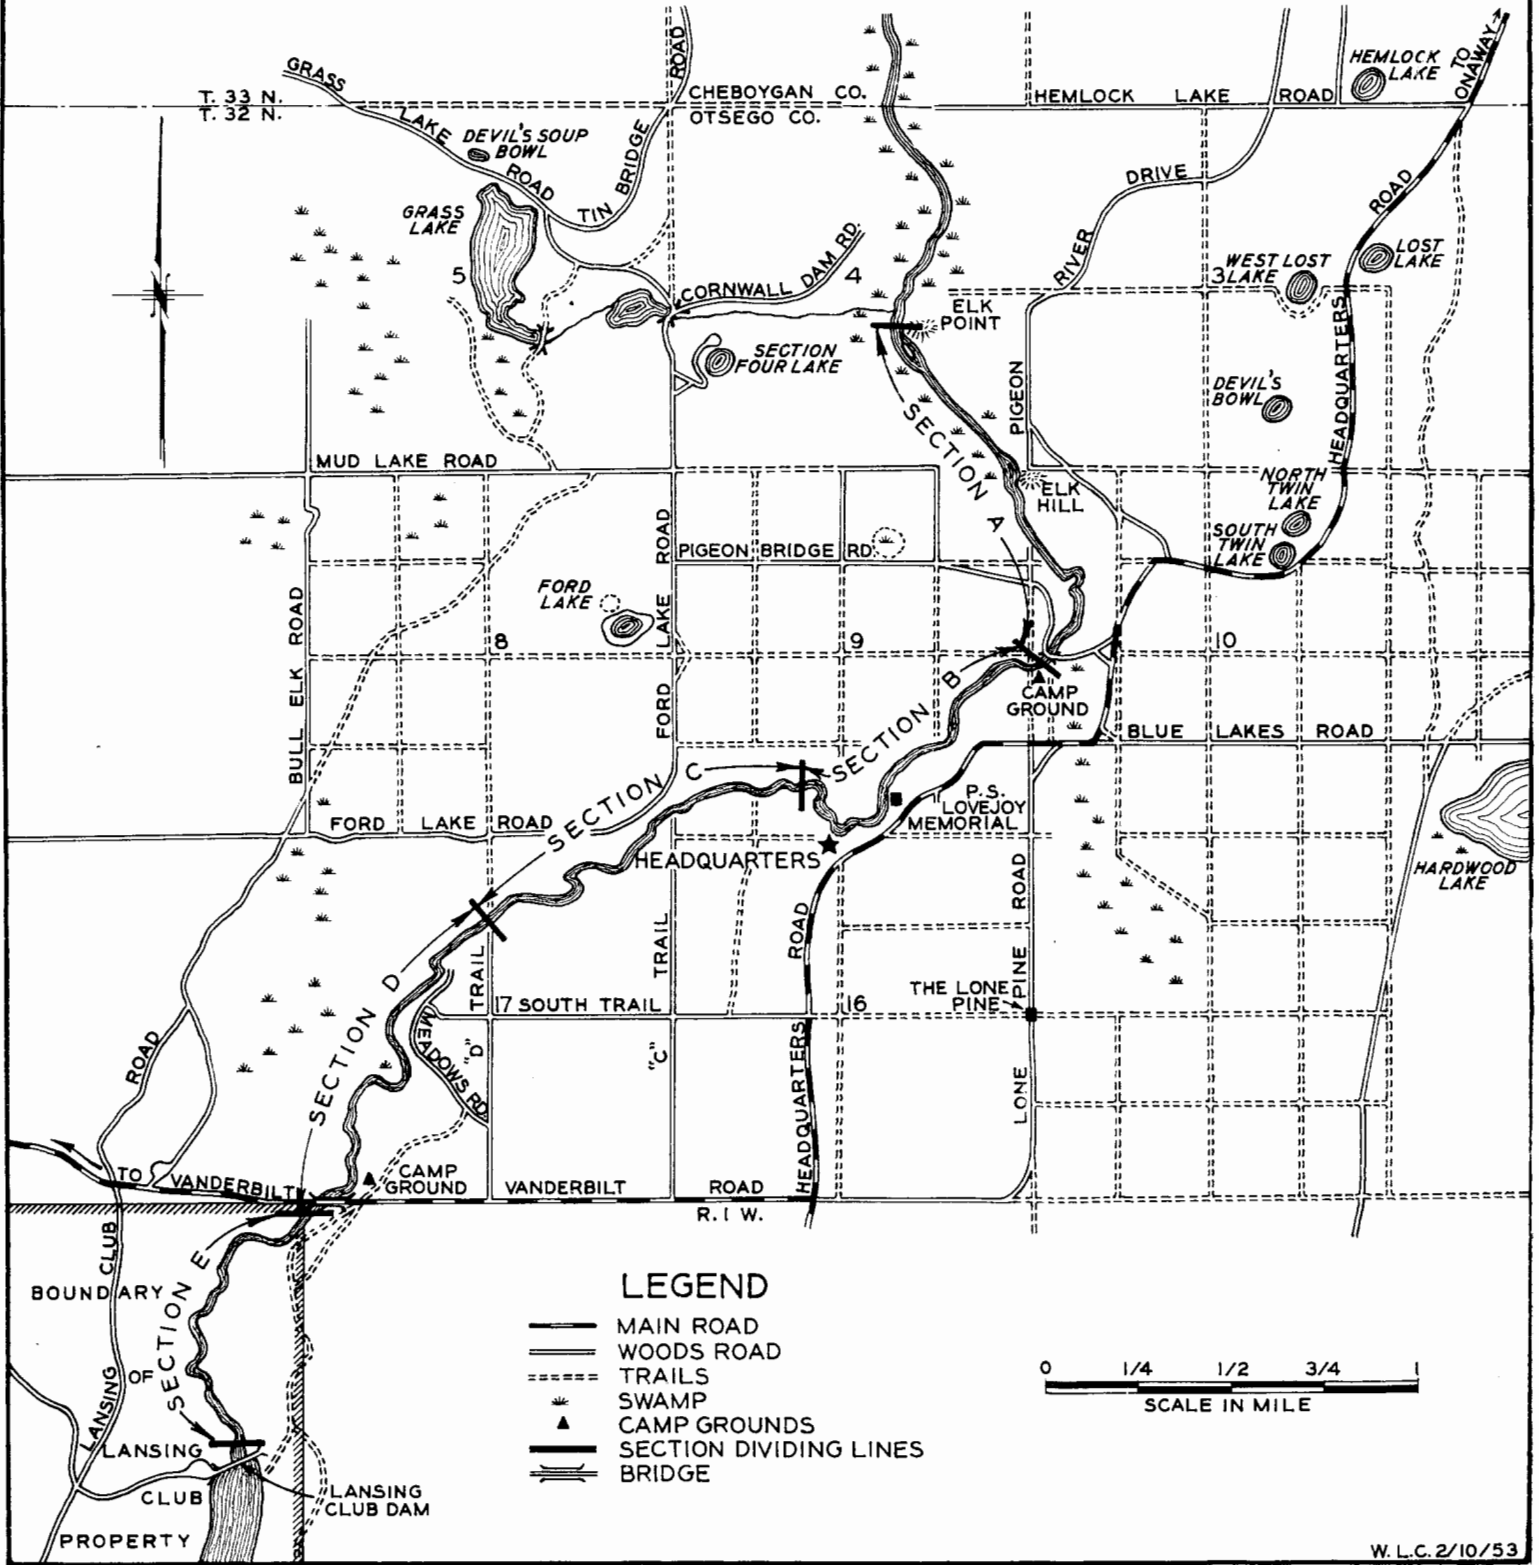 GRASS LAKE ROAD
TIN BRIDGE ROAD
T. 33 N.
T. 32 N.
CHEBOYGAN CO.
OTSEGO CO.
HEMLOCK LAKE ROAD
HEMLOCK
LAKE
TO
ONAWAY
DEVIL'S SOUP
BOWL
GRASS
LAKE
5
CORNWALL DAM RD.
4
RIVER DRIVE
PIGEON
WEST LOST
3 LAKE
LOST
LAKE
HEADQUARTERS ROAD
ELK
POINT
SECTION
FOUR LAKE
DEVIL'S
BOWL
SECTION A
MUD LAKE ROAD
ELK
HILL
NORTH
TWIN
LAKE
SOUTH
TWIN
LAKE
PIGEON BRIDGE RD.
FORD
LAKE
BULL ELK ROAD
FORD LAKE ROAD
8
9
10
SECTION B
CAMP
GROUND
BLUE LAKES ROAD
SECTION C
P.S.
LOVEJOY
MEMORIAL
FORD LAKE ROAD
HEADQUARTERS
HARDWOOD
LAKE
SECTION D
TRAIL "D"
TRAIL "C"
HEADQUARTERS ROAD
LONE PINE ROAD
17 SOUTH TRAIL
16
THE LONE
PINE
MEADOWS RD.
ROAD
TO VANDERBILT
CAMP
GROUND
VANDERBILT ROAD
R. 1 W.
LANSING CLUB
SECTION E
BOUNDARY
OF
LANSING
CLUB
PROPERTY
LANSING
CLUB DAM
LEGEND
MAIN ROAD
WOODS ROAD
TRAILS
SWAMP
CAMP GROUNDS
SECTION DIVIDING LINES
BRIDGE
0 1/4 1/2 3/4 1
SCALE IN MILE
W. L. C. 2/10/53